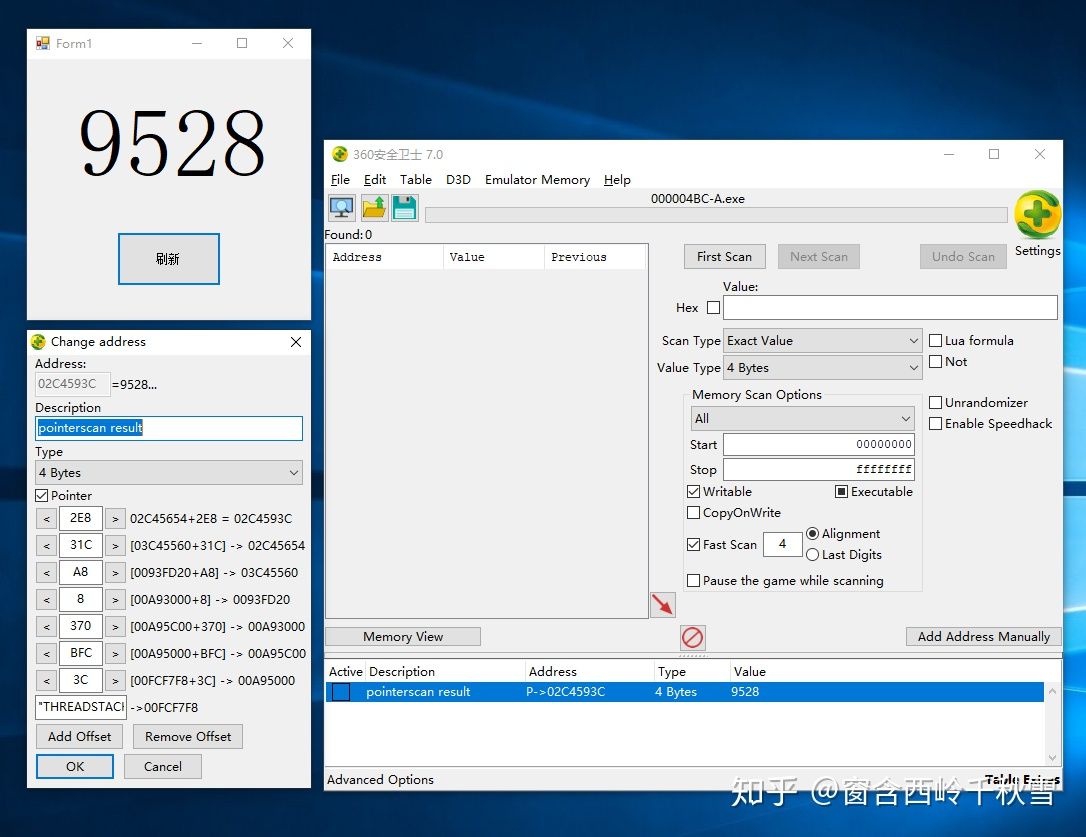 Form1
9528
刷新
Change address
Address:
02C4593C =9528...
Description
pointerscan result
Type
4 Bytes
Pointer
< 2E8 > 02C45654+2E8 = 02C4593C
< 31C > [03C45560+31C] -> 02C45654
< A8 > [0093FD20+A8] -> 03C45560
< 8 > [00A93000+8] -> 0093FD20
< 370 > [00A95C00+370] -> 00A93000
< BFC > [00A95000+BFC] -> 00A95C00
< 3C > [00FCF7F8+3C] -> 00A95000
"THREADSTACK ->00FCF7F8
Add Offset Remove Offset
OK Cancel
360安全卫士 7.0
File Edit Table D3D Emulator Memory Help
000004BC-A.exe
Found: 0
Settings
Address Value Previous
First Scan Next Scan Undo Scan
Value:
Hex
Scan Type Exact Value Lua formula
Value Type 4 Bytes Not
Memory Scan Options
All
Unrandomizer
Enable Speedhack
Start 00000000
Stop ffffffff
Writable Executable
CopyOnWrite
Fast Scan 4 Alignment
Last Digits
Pause the game while scanning
Memory View Add Address Manually
Active Description Address Type Value
pointerscan result P->02C4593C 4 Bytes 9528
Advanced Options Table Extras
知乎 @窗含西岭千秋雪